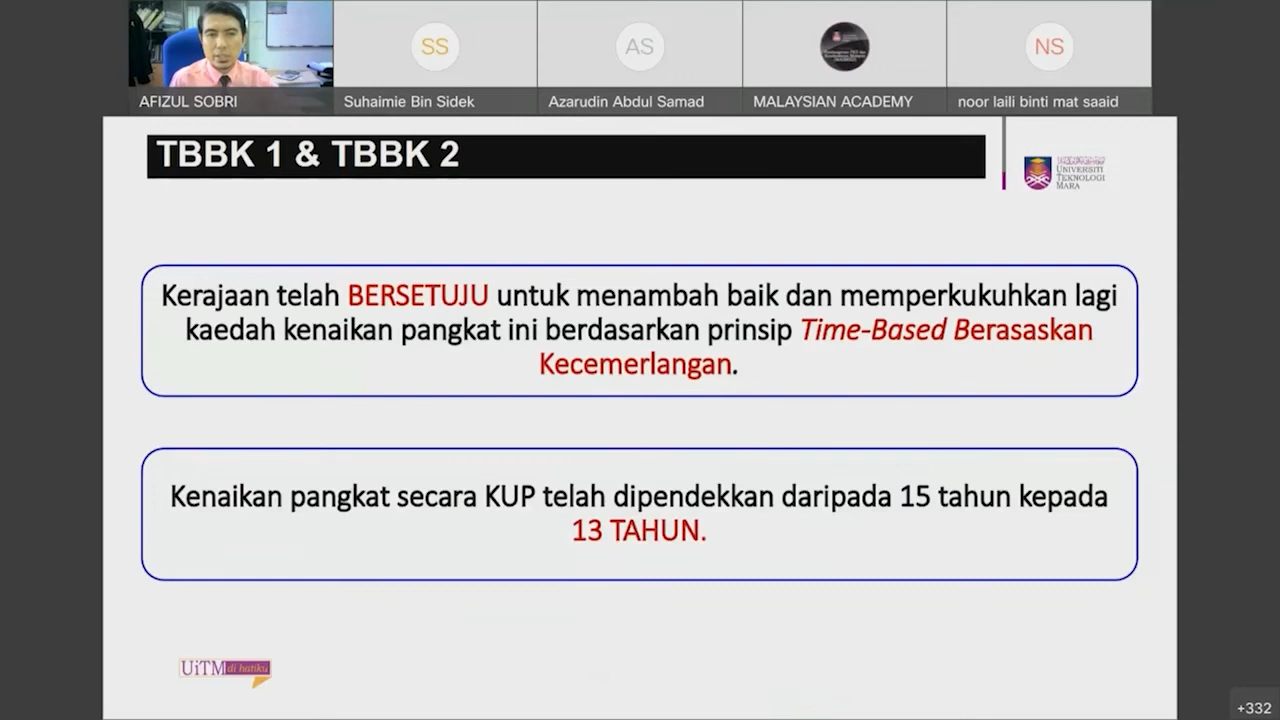 SS
AS
NS
AFIZUL SOBRI
Suhaimie Bin Sidek
Azarudin Abdul Samad
MALAYSIAN ACADEMY
noor laili binti mat saaid
TBBK 1 & TBBK 2
UNIVERSITI
TEKNOLOGI
MARA
Kerajaan telah BERSETUJU untuk menambah baik dan memperkukuhkan lagi
kaedah kenaikan pangkat ini berdasarkan prinsip Time-Based Berasaskan
Kecemerlangan.
Kenaikan pangkat secara KUP telah dipendekkan daripada 15 tahun kepada
13 TAHUN.
UiTM di hatiku
+332